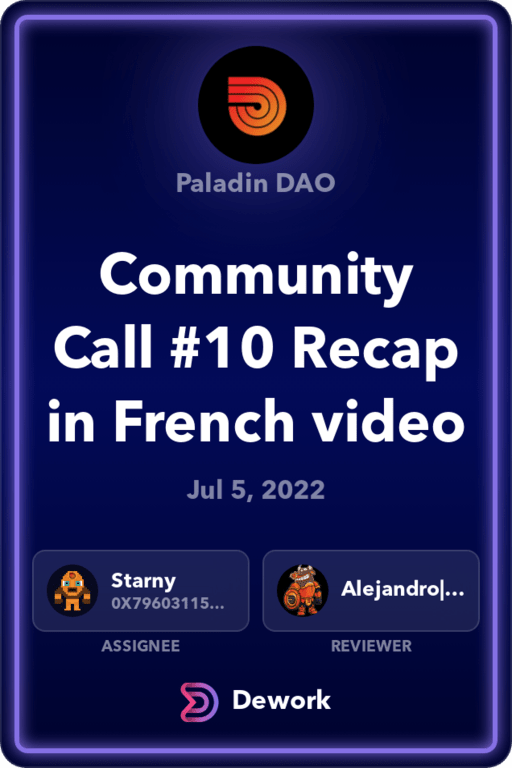 Paladin DAO
Community
Call #10 Recap
in French video
Jul 5, 2022
Starny
0X79603115...
ASSIGNEE
Alejandro|...
REVIEWER
Dework